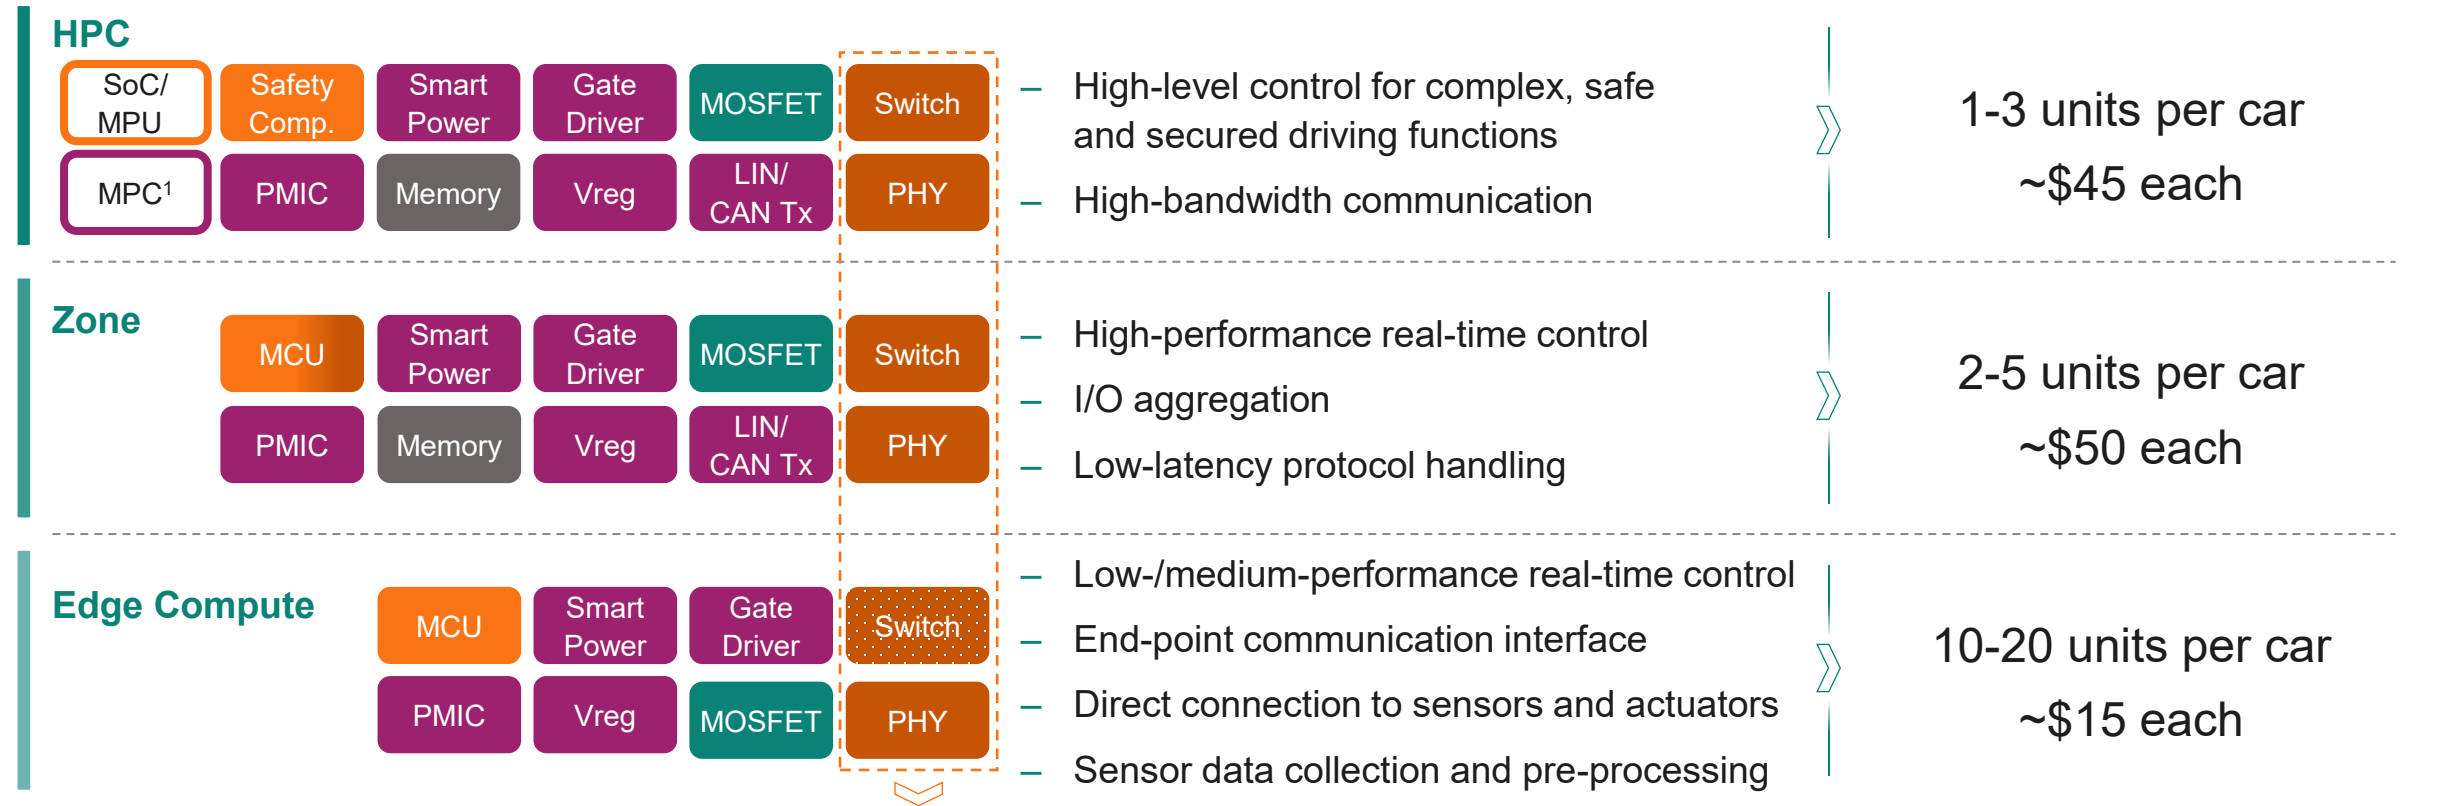 HPC
SoC/
MPU
Safety
Comp.
Smart
Power
Gate
Driver
MOSFET
Switch
MPC¹
PMIC
Memory
Vreg
LIN/
CAN Tx
PHY
– High-level control for complex, safe
and secured driving functions
– High-bandwidth communication
1-3 units per car
~$45 each
Zone
MCU
Smart
Power
Gate
Driver
MOSFET
Switch
PMIC
Memory
Vreg
LIN/
CAN Tx
PHY
– High-performance real-time control
– I/O aggregation
– Low-latency protocol handling
2-5 units per car
~$50 each
Edge Compute
MCU
Smart
Power
Gate
Driver
Switch
PMIC
Vreg
MOSFET
PHY
– Low-/medium-performance real-time control
– End-point communication interface
– Direct connection to sensors and actuators
– Sensor data collection and pre-processing
10-20 units per car
~$15 each